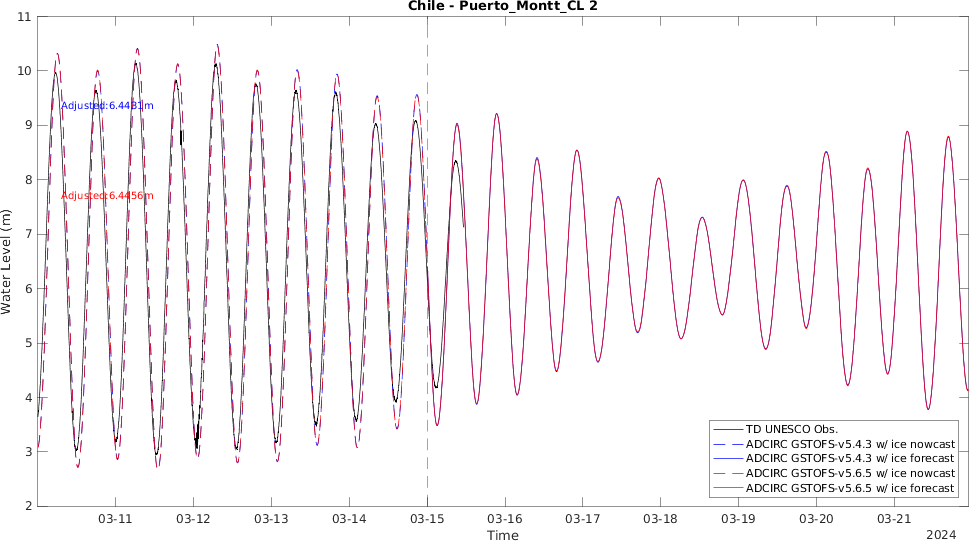 Chile - Puerto_Montt_CL 2
11
10
9
8
7
6
5
4
3
2
Water Level (m)
Adjusted:6.4431m
Adjusted:6.4456m
TD UNESCO Obs.
ADCIRC GSTOFS-v5.4.3 w/ ice nowcast
ADCIRC GSTOFS-v5.4.3 w/ ice forecast
ADCIRC GSTOFS-v5.6.5 w/ ice nowcast
ADCIRC GSTOFS-v5.6.5 w/ ice forecast
03-11 03-12 03-13 03-14 03-15 03-16 03-17 03-18 03-19 03-20 03-21
Time
2024